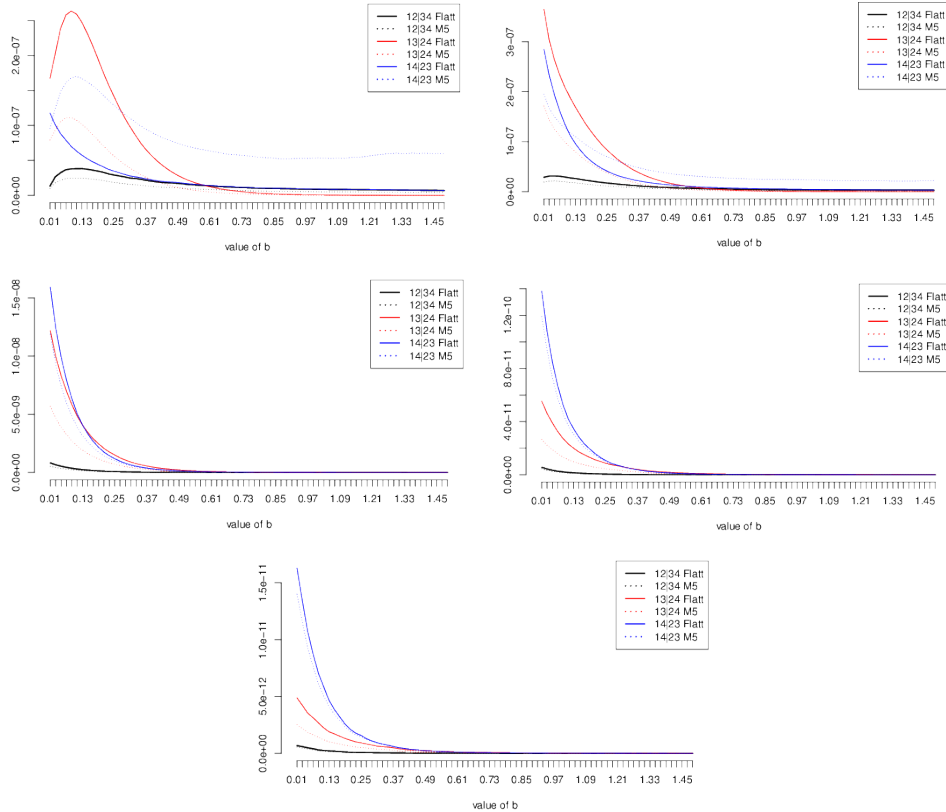 12|34 Flatt
12|34 M5
13|24 Flatt
13|24 M5
14|23 Flatt
14|23 M5
2.0e-07
1.0e-07
0.0e+00
0.01 0.13 0.25 0.37 0.49 0.61 0.73 0.85 0.97 1.09 1.21 1.33 1.45
value of b
12|34 Flatt
12|34 M5
13|24 Flatt
13|24 M5
14|23 Flatt
14|23 M5
3e-07
2e-07
1e-07
0e+00
0.01 0.13 0.25 0.37 0.49 0.61 0.73 0.85 0.97 1.09 1.21 1.33 1.45
value of b
12|34 Flatt
12|34 M5
13|24 Flatt
13|24 M5
14|23 Flatt
14|23 M5
1.5e-08
1.0e-08
5.0e-09
0.0e+00
0.01 0.13 0.25 0.37 0.49 0.61 0.73 0.85 0.97 1.09 1.21 1.33 1.45
value of b
12|34 Flatt
12|34 M5
13|24 Flatt
13|24 M5
14|23 Flatt
14|23 M5
1.2e-10
8.0e-11
4.0e-11
0.0e+00
0.01 0.13 0.25 0.37 0.49 0.61 0.73 0.85 0.97 1.09 1.21 1.33 1.45
value of b
12|34 Flatt
12|34 M5
13|24 Flatt
13|24 M5
14|23 Flatt
14|23 M5
1.5e-11
1.0e-11
5.0e-12
0.0e+00
0.01 0.13 0.25 0.37 0.49 0.61 0.73 0.85 0.97 1.09 1.21 1.33 1.45
value of b